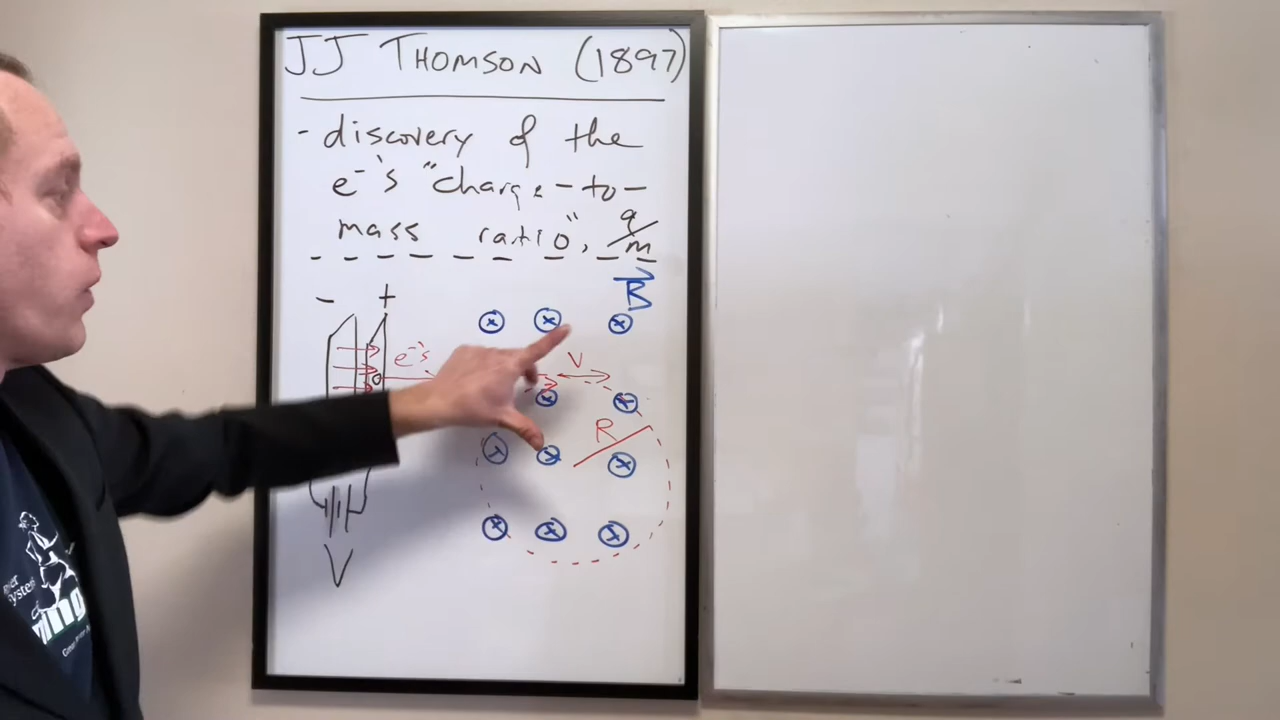 JJ THOMSON (1897)
- discovery of the
e⁻'s "charge-to-
mass ratio", q/m
- +
B
e⁻'s
V
R
V